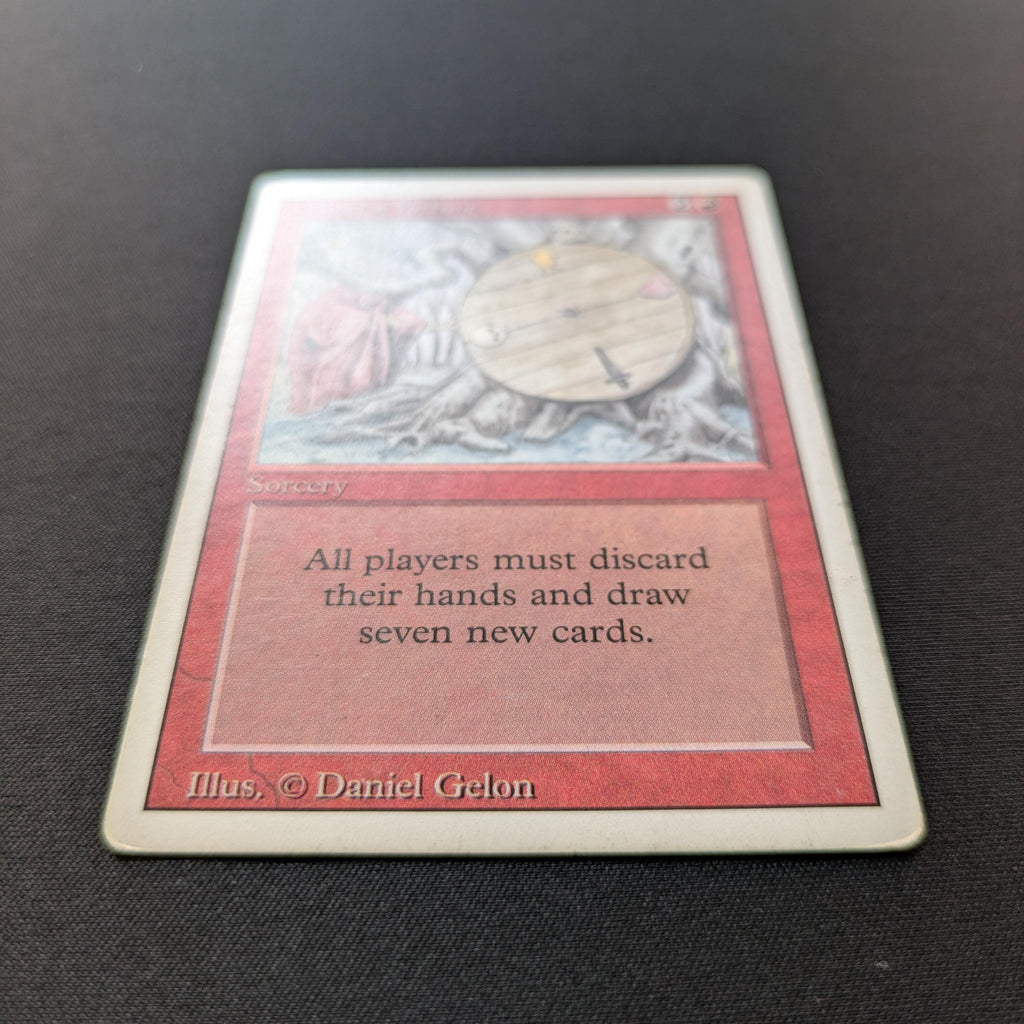 Sorcery
All players must discard
their hands and draw
seven new cards.
Illus. © Daniel Gelon